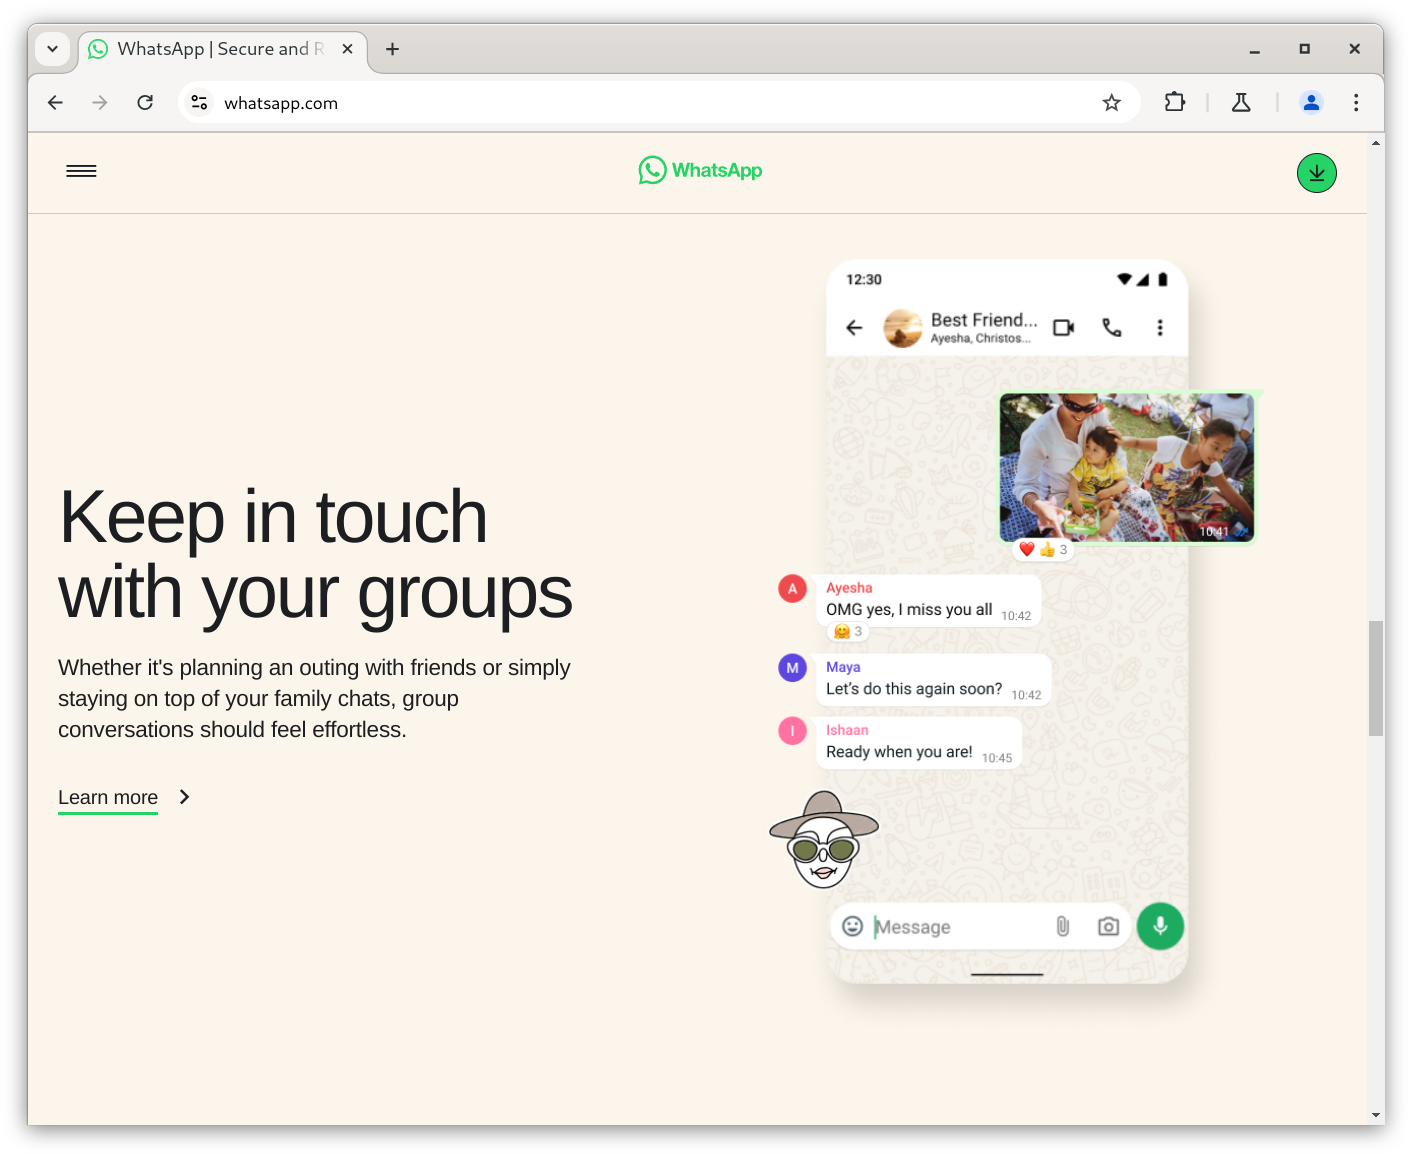 WhatsApp | Secure and R
whatsapp.com
WhatsApp
Keep in touch
with your groups
Whether it's planning an outing with friends or simply
staying on top of your family chats, group
conversations should feel effortless.
Learn more
12:30
Best Friend...
Ayesha, Christos...
10:41
3
A
Ayesha
OMG yes, I miss you all 10:42
3
M
Maya
Let’s do this again soon? 10:42
I
Ishaan
Ready when you are! 10:45
Message